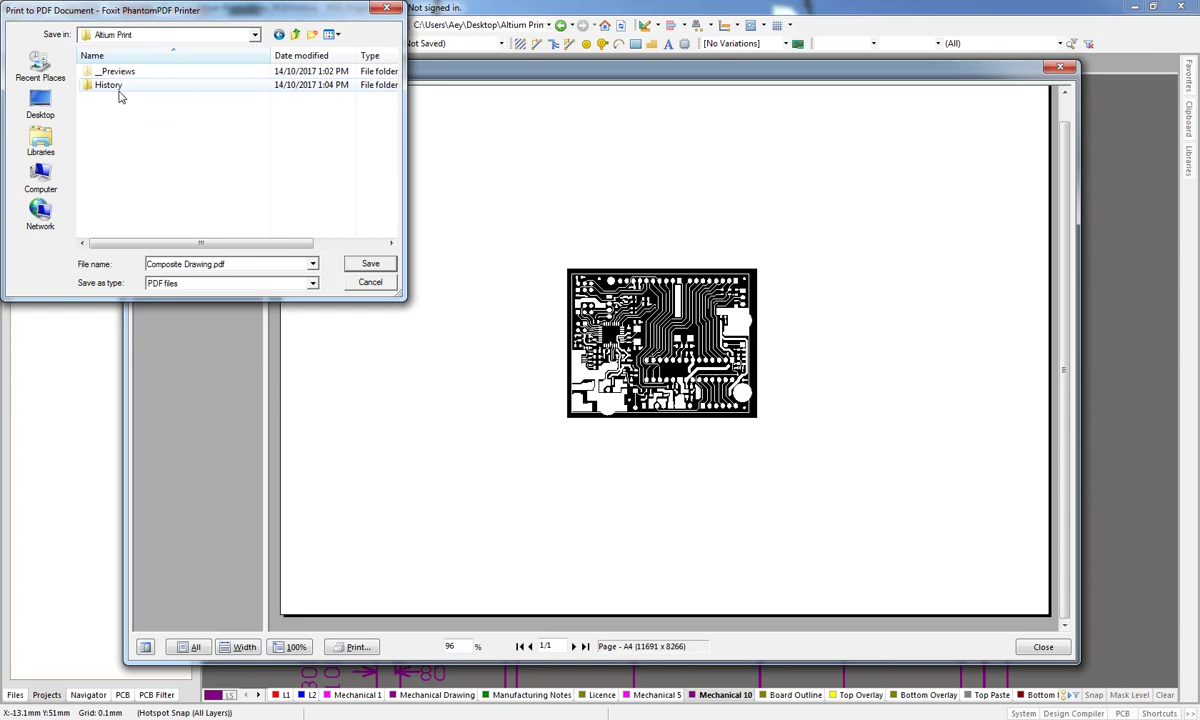 Print to PDF Document - Foxit PhantomPDF Printer
Not signed in.
Save in:
Altium Print
C:\Users\Aey\Desktop\Altium Prin
Not Saved)
[No Variations]
(All)
Name
Date modified
Type
__Previews
14/10/2017 1:02 PM
File folder
History
14/10/2017 1:04 PM
File folder
Recent Places
Desktop
Libraries
Computer
Network
File name:
Composite Drawing.pdf
Save
Save as type:
PDF files
Cancel
Favorites
Clipboard
Libraries
All
Width
100%
Print...
96
%
1/1
Page - A4 (11691 x 8266)
Close
80
Files
Projects
Navigator
PCB
PCB Filter
LS
L1
L2
Mechanical 1
Mechanical Drawing
Manufacturing Notes
Licence
Mechanical 5
Mechanical 10
Board Outline
Top Overlay
Bottom Overlay
Top Paste
Bottom
Snap
Mask Level
Clear
X:-13.1mm Y:51mm
Grid: 0.1mm
(Hotspot Snap (All Layers))
System
Design Compiler
PCB
Shortcuts
>>